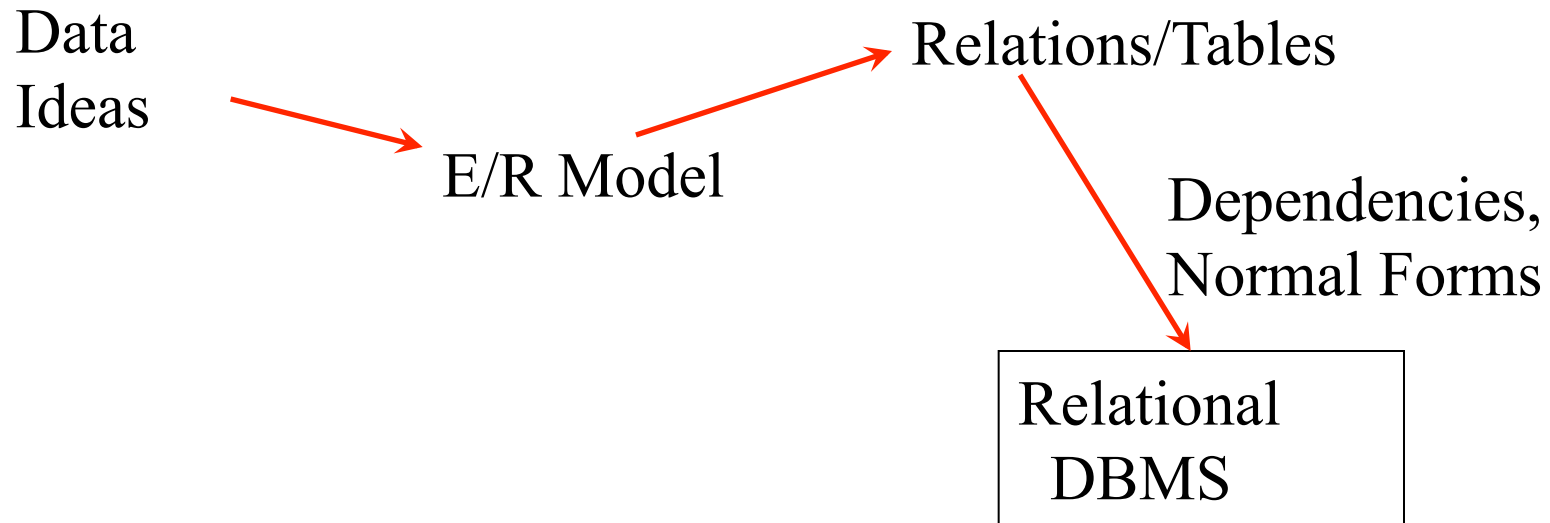 Data
Ideas
E/R Model
Relations/Tables
Dependencies,
Normal Forms
Relational
DBMS